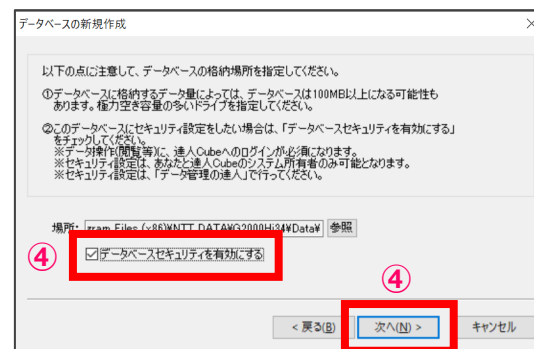 データベースの新規作成
以下の点に注意して、データベースの格納場所を指定してください。
①データベースに格納するデータ量によっては、データベースは100MB以上になる可能性も
あります。極力空き容量の多いドライブを指定してください。
②このデータベースにセキュリティ設定をしたい場合は、「データベースセキュリティを有効にする」
をチェックしてください。
※データ操作(閲覧等)に、達人Cubeへのログインが必須になります。
※セキュリティ設定は、あなたと達人Cubeのシステム所有者のみ可能となります。
※セキュリティ設定は、「データ管理の達人」で行ってください。
場所: gram Files (x86)¥NTT DATA¥G2000Hi34¥Data¥ 参照
④ データベースセキュリティを有効にする
④
< 戻る(B) 次へ(N) > キャンセル